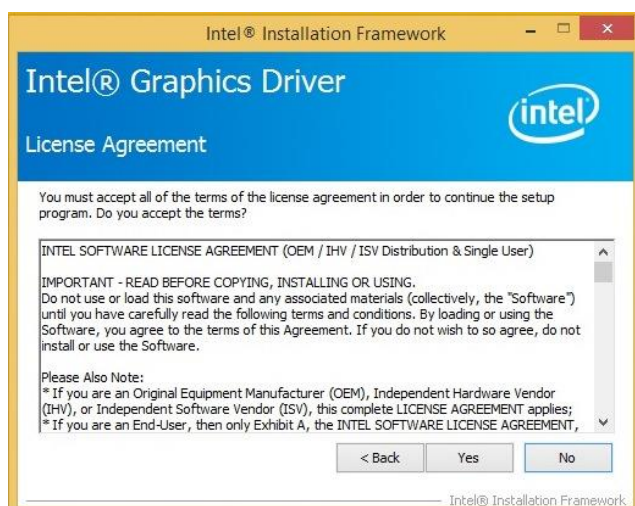 Intel® Installation Framework
Intel® Graphics Driver
intel
License Agreement
You must accept all of the terms of the license agreement in order to continue the setup
program. Do you accept the terms?
INTEL SOFTWARE LICENSE AGREEMENT (OEM / IHV / ISV Distribution & Single User)
IMPORTANT - READ BEFORE COPYING, INSTALLING OR USING.
Do not use or load this software and any associated materials (collectively, the "Software")
until you have carefully read the following terms and conditions. By loading or using the
Software, you agree to the terms of this Agreement. If you do not wish to so agree, do not
install or use the Software.
Please Also Note:
* If you are an Original Equipment Manufacturer (OEM), Independent Hardware Vendor
(IHV), or Independent Software Vendor (ISV), this complete LICENSE AGREEMENT applies;
* If you are an End-User, then only Exhibit A, the INTEL SOFTWARE LICENSE AGREEMENT,
< Back Yes No
Intel® Installation Framework